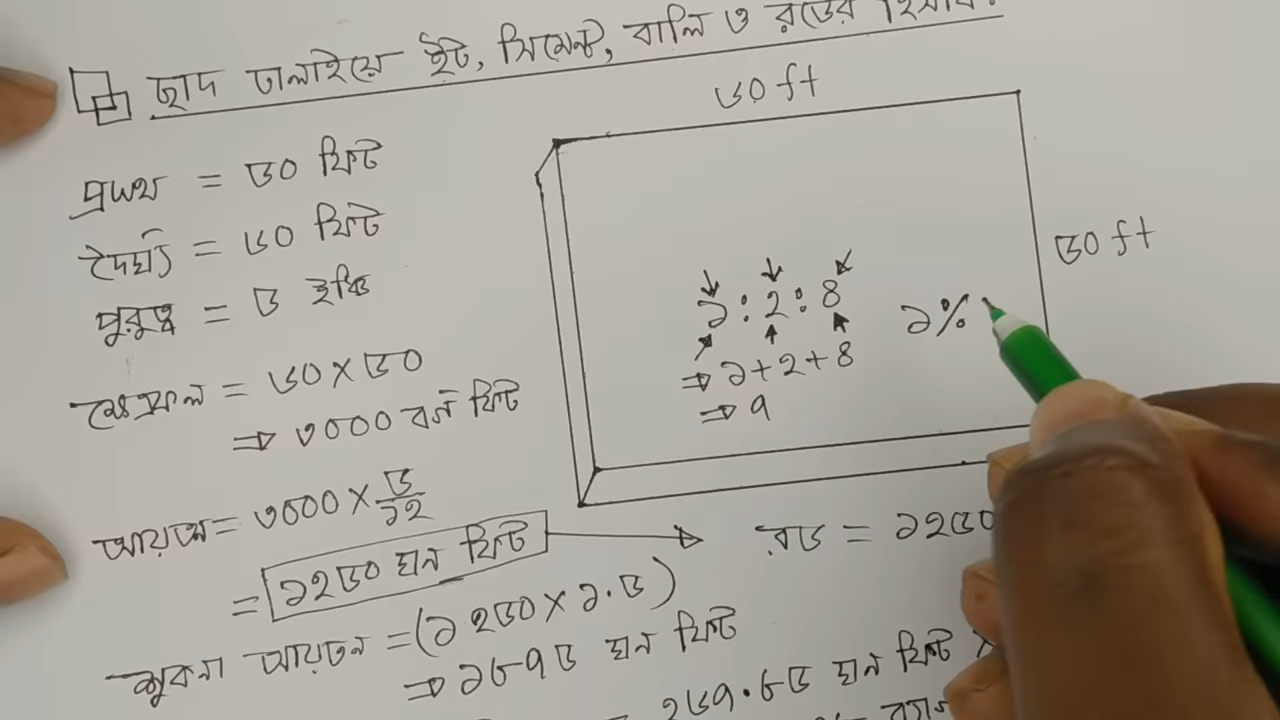 ছাদ ঢালাইয়ে ইট, সিমেন্ট, বালি ও রডের হিসাব:
৬০ ft
প্রস্থ = ৫০ ফিট
দৈর্ঘ্য = ৬০ ফিট
পুরুত্ব = ৫ ইঞ্চি
৫০ ft
১ : ২ : ৪
⇒ ১+২+৪
⇒ ৭
১%
ক্ষেত্রফল = ৬০×৫০
⇒ ৩০০০ বর্গ ফিট
আয়তন = ৩০০০ × ৫/১২
= ১২৫০ ঘন ফিট
রড = ১২৫০
শুকনা আয়তন = (১২৫০×১.৫)
⇒ ১৮৭৫ ঘন ফিট
= ২৬৭.৮৫ ঘন ফিট ×